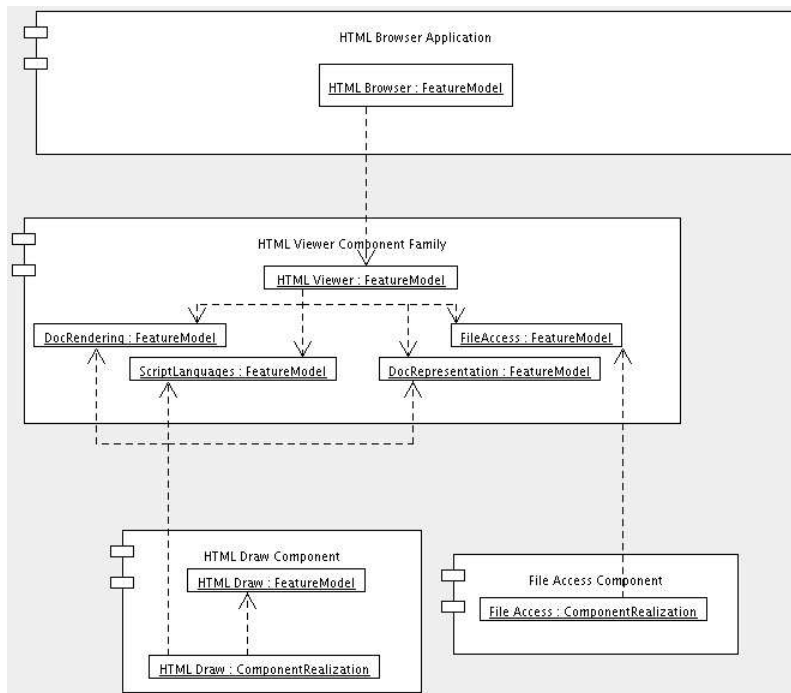 HTML Browser Application
HTML Browser : FeatureModel
HTML Viewer Component Family
HTML Viewer : FeatureModel
DocRendering : FeatureModel
FileAccess : FeatureModel
ScriptLanguages : FeatureModel
DocRepresentation : FeatureModel
HTML Draw Component
HTML Draw : FeatureModel
HTML Draw : ComponentRealization
File Access Component
File Access : ComponentRealization